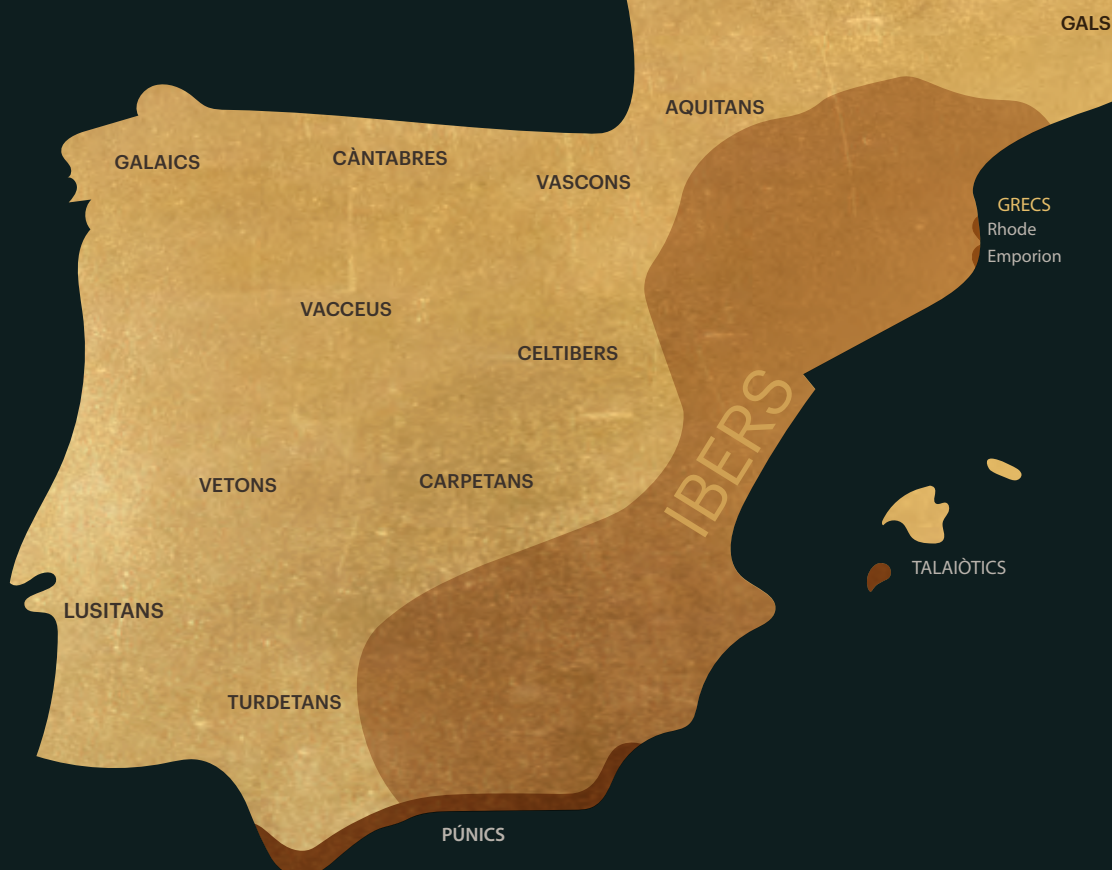 GALS
AQUITANS
GALAICS
CÀNTABRES
VASCONS
GRECS
Rhode
Emporion
VACCEUS
CELTIBERS
IBERS
VETONS
CARPETANS
TALAIÒTICS
LUSITANS
TURDETANS
PÚNICS